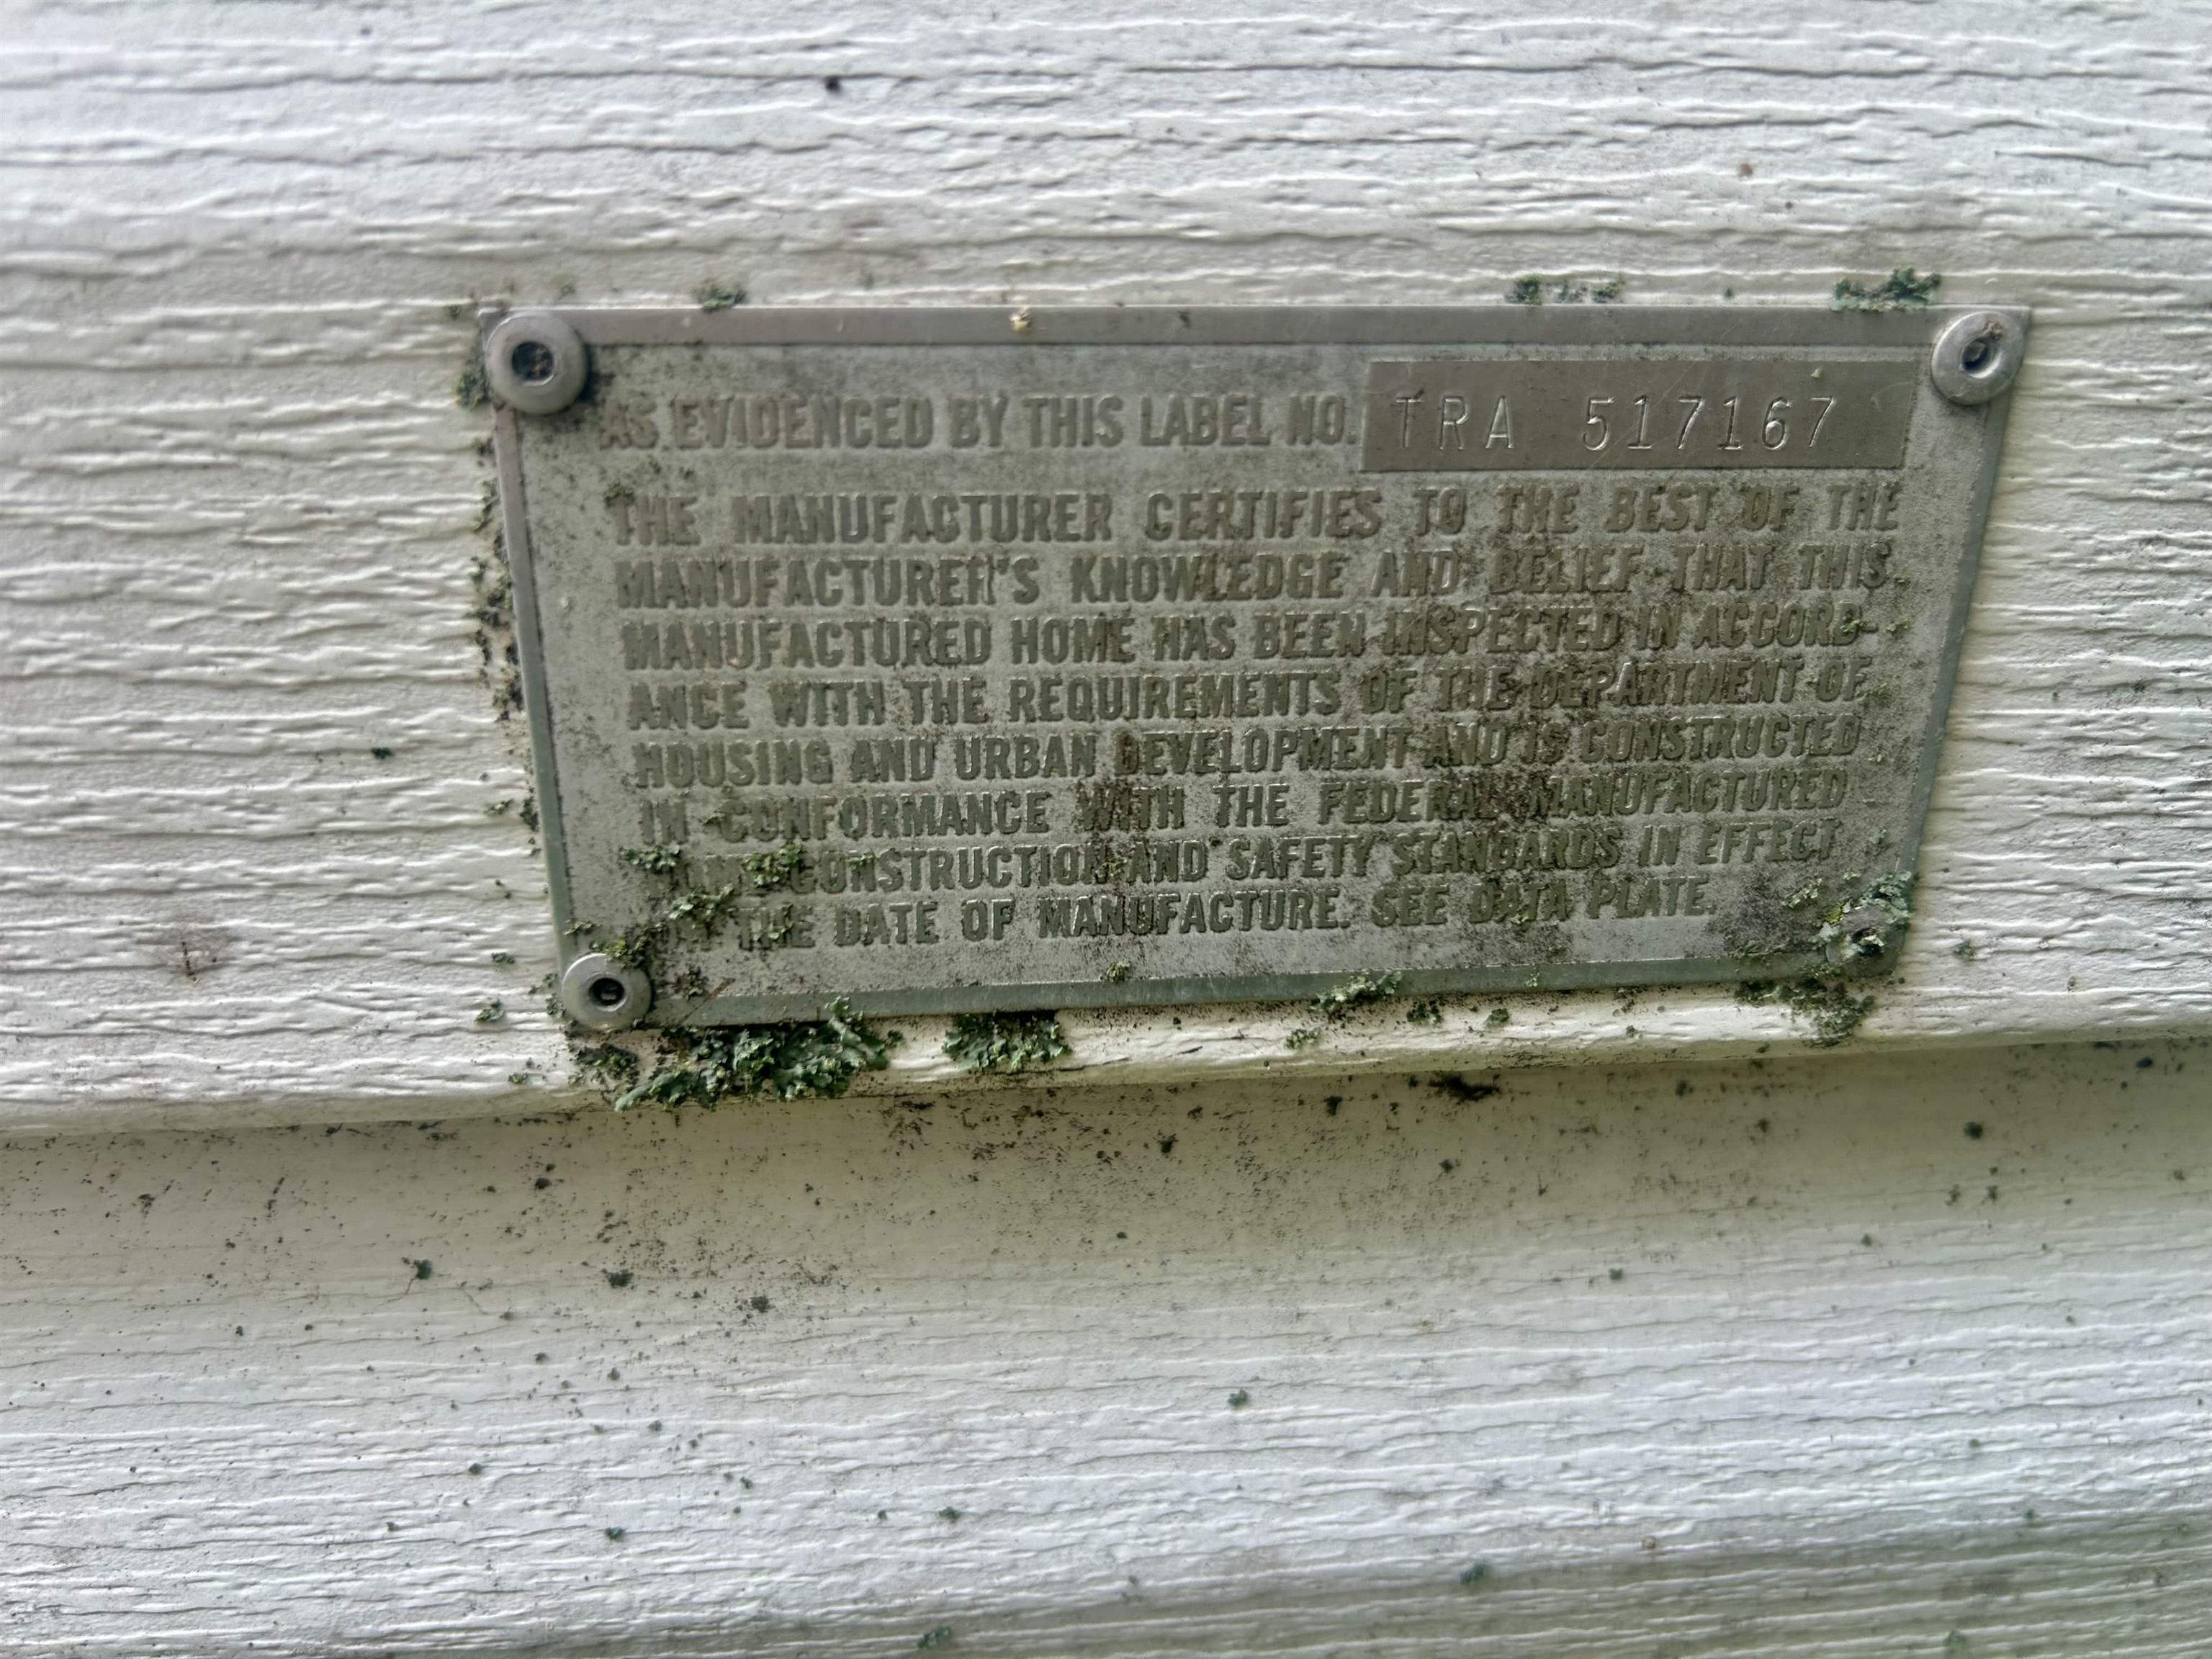 AS EVIDENCED BY THIS LABEL NO. TRA 517167
THE MANUFACTURER CERTIFIES TO THE BEST OF THE
MANUFACTURER'S KNOWLEDGE AND BELIEF THAT THIS
MANUFACTURED HOME HAS BEEN INSPECTED IN ACCORD-
ANCE WITH THE REQUIREMENTS OF THE DEPARTMENT OF
HOUSING AND URBAN DEVELOPMENT AND IS CONSTRUCTED
IN CONFORMANCE WITH THE FEDERAL MANUFACTURED
HOME CONSTRUCTION AND SAFETY STANDARDS IN EFFECT
ON THE DATE OF MANUFACTURE. SEE DATA PLATE.